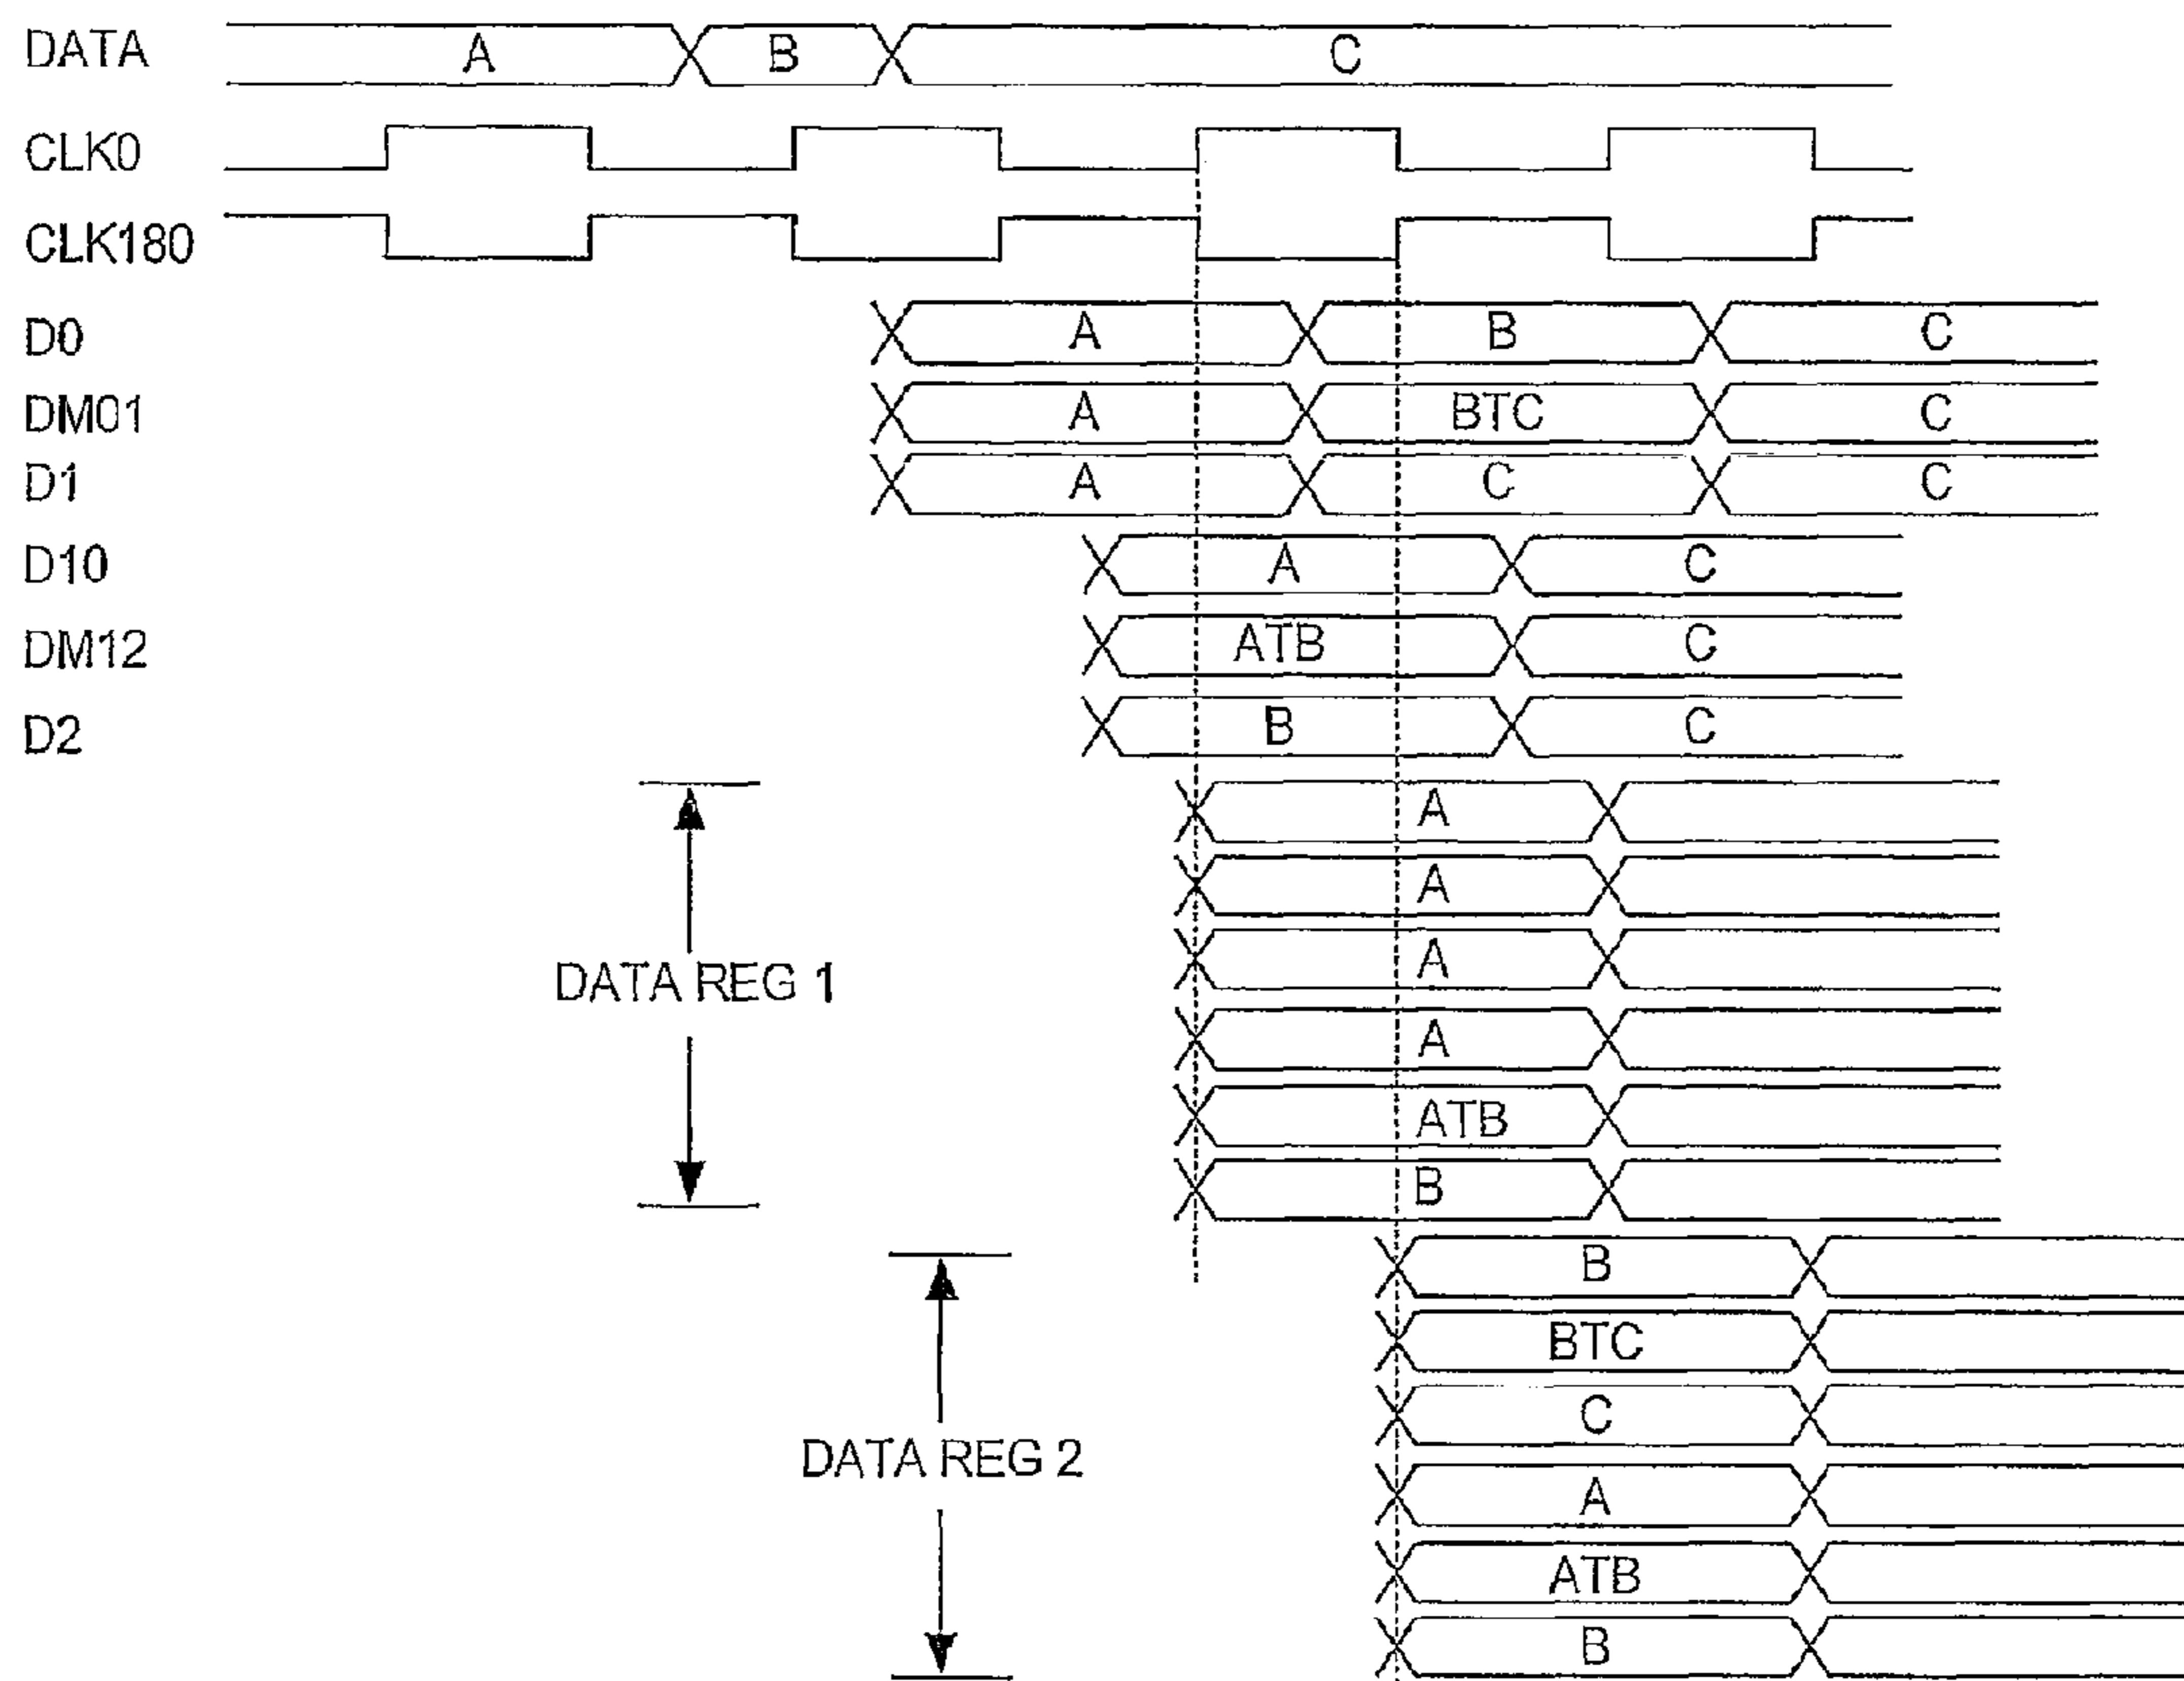 DATA A B C
CLK0
CLK180
D0 A B C
DM01 A BTC C
D1 A C C
D10 A C
DM12 ATB C
D2 B C
A
A
A
DATA REG 1
A
ATB
B
B
BTC
C
DATA REG 2
A
ATB
B